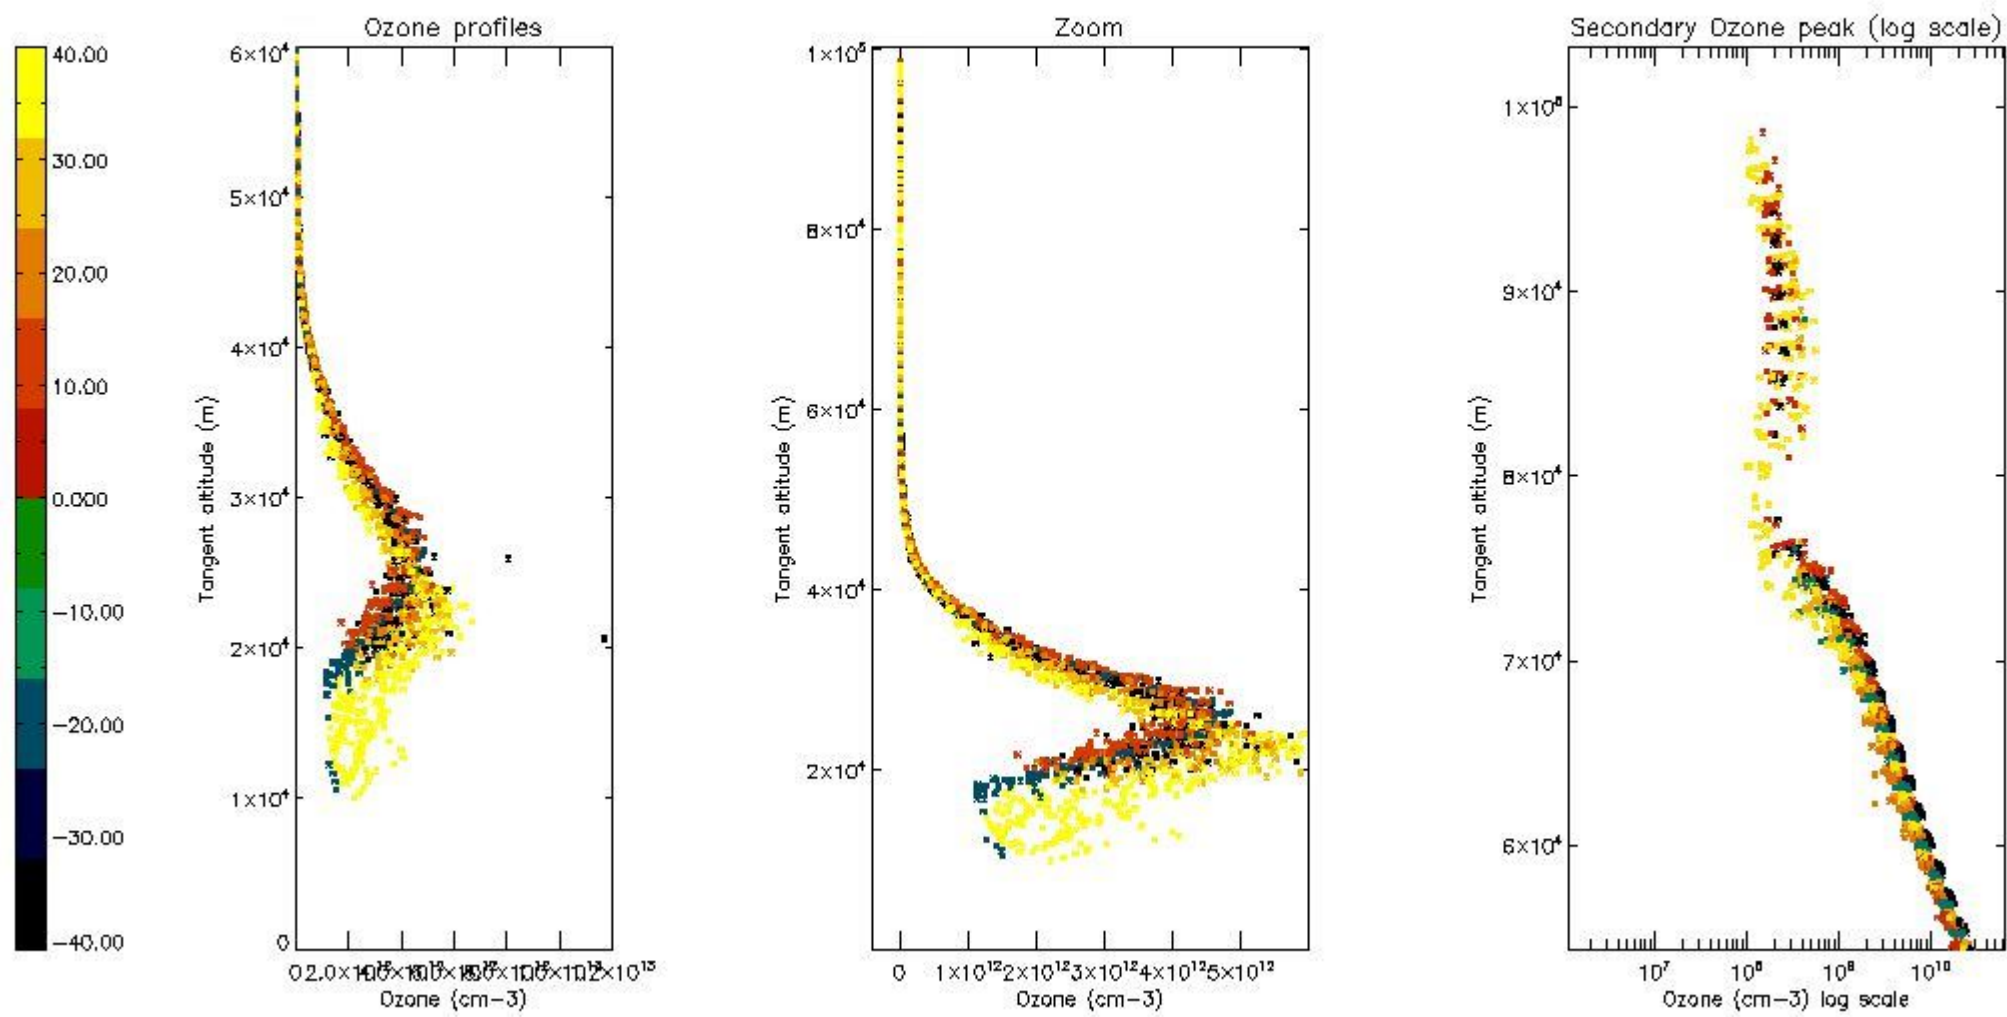 Ozone profiles
Zoom
Secondary Ozone peak (log scale)
40.00
30.00
20.00
10.00
-10.00
-20.00
-30.00
-40.00
6×10⁴
5×10⁴
4×10⁴
3×10⁴
2×10⁴
1×10⁴
0
Tangent altitude (m)
Ozone (cm-3)
1×10⁵
8×10⁴
6×10⁴
4×10⁴
2×10⁴
Tangent altitude (m)
0 1×10¹² 2×10¹² 3×10¹² 4×10¹² 5×10¹²
Ozone (cm-3)
9×10⁴
8×10⁴
7×10⁴
6×10⁴
Tangent altitude (m)
10⁷ 10⁸ 10⁹ 10¹⁰
Ozone (cm-3) log scale